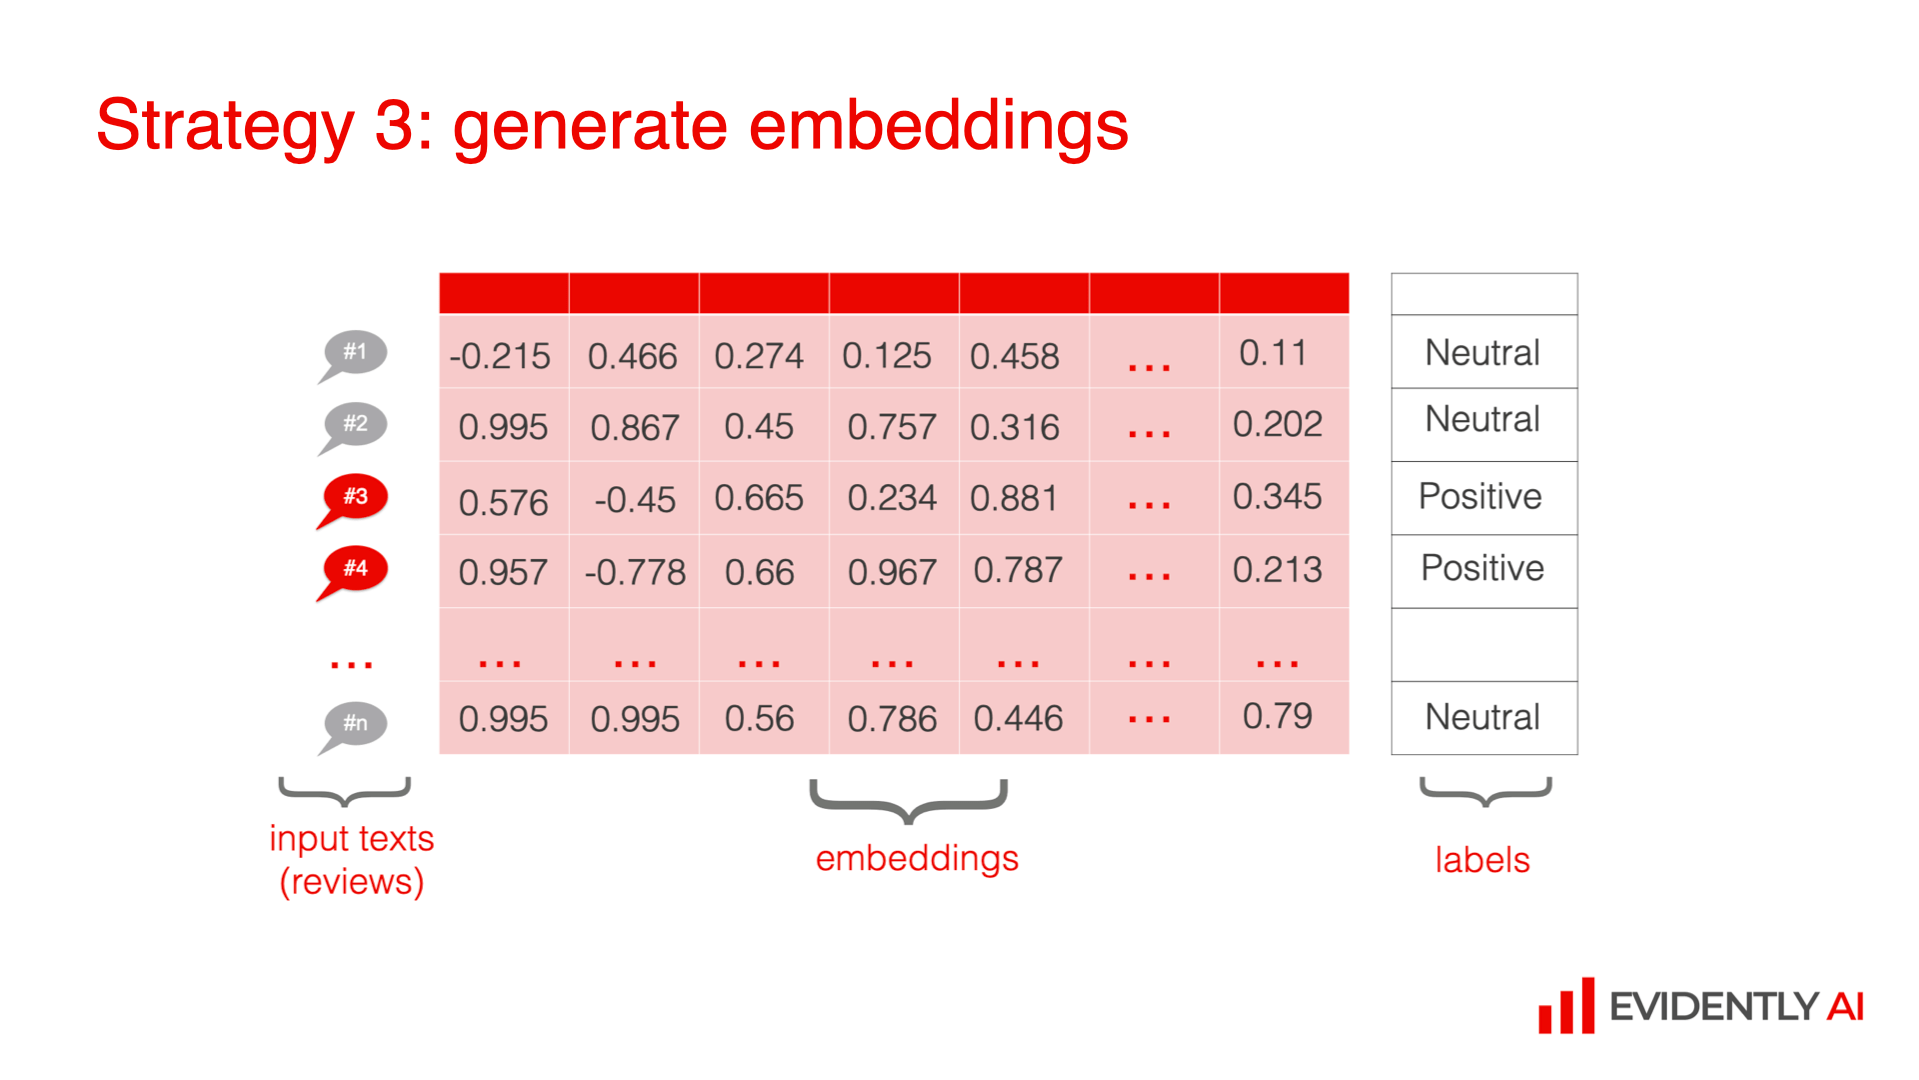 Strategy 3: generate embeddings
#1 -0.215 0.466 0.274 0.125 0.458 ... 0.11 Neutral
#2 0.995 0.867 0.45 0.757 0.316 ... 0.202 Neutral
#3 0.576 -0.45 0.665 0.234 0.881 ... 0.345 Positive
#4 0.957 -0.778 0.66 0.967 0.787 ... 0.213 Positive
... ... ... ... ... ... ... ...
#n 0.995 0.995 0.56 0.786 0.446 ... 0.79 Neutral
input texts
(reviews)
embeddings
labels
EVIDENTLY AI